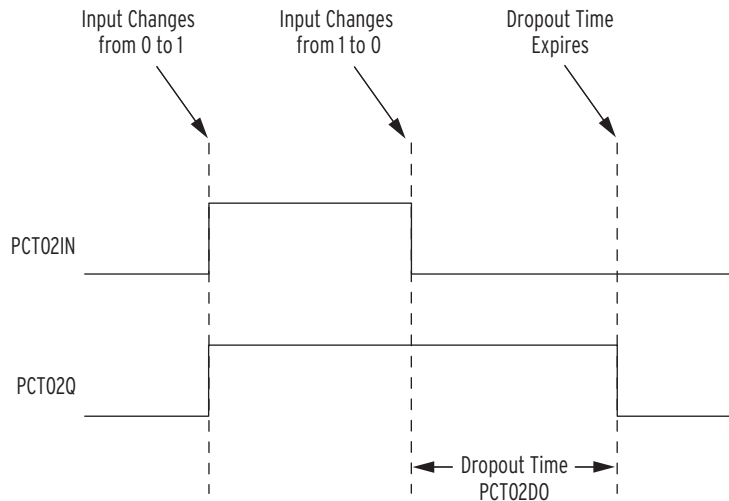 Input Changes
from 0 to 1
Input Changes
from 1 to 0
Dropout Time
Expires
PCT02IN
PCT02Q
Dropout Time
PCT02DO